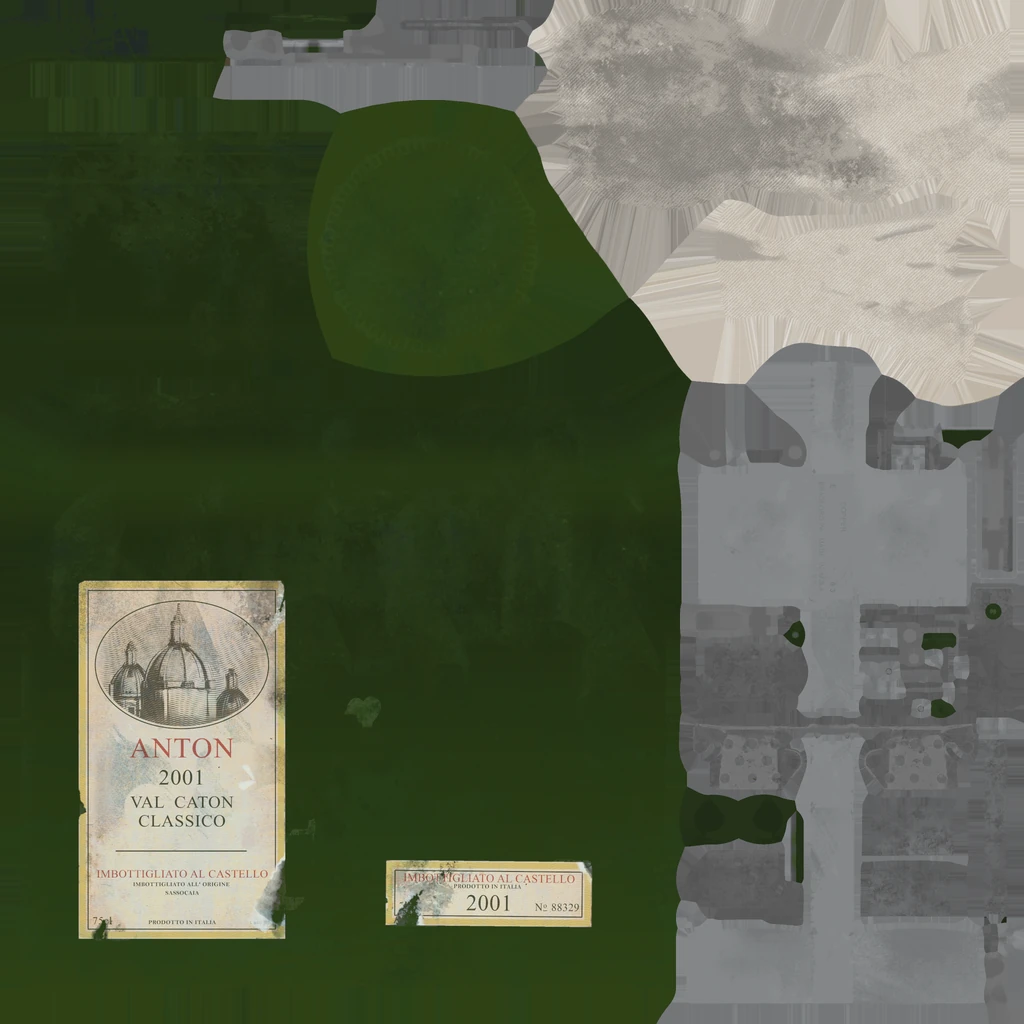 ANTON
2001
VAL CATON
CLASSICO
IMBOTTIGLIATO AL CASTELLO
IMBOTTIGLIATO ALL' ORIGINE
SASSOCAIA
75cl PRODOTTO IN ITALIA
IMBOTTIGLIATO AL CASTELLO
PRODOTTO IN ITALIA
2001 Nº 88329